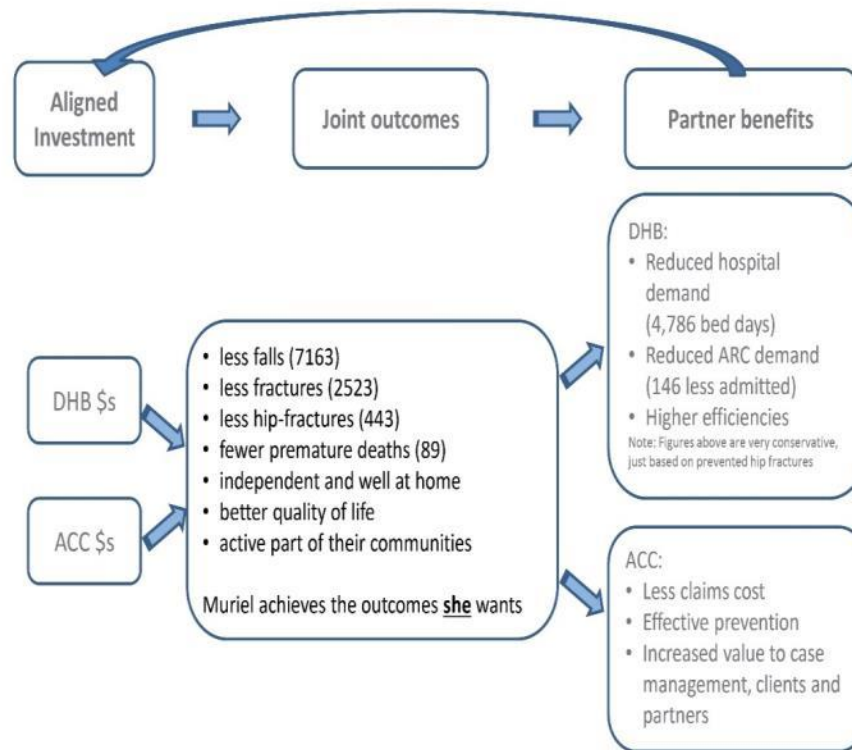 Aligned
Investment
Joint outcomes
Partner benefits
DHB $s
ACC $s
• less falls (7163)
• less fractures (2523)
• less hip-fractures (443)
• fewer premature deaths (89)
• independent and well at home
• better quality of life
• active part of their communities
Muriel achieves the outcomes she wants
DHB:
• Reduced hospital
demand
(4,786 bed days)
• Reduced ARC demand
(146 less admitted)
• Higher efficiencies
Note: Figures above are very conservative,
just based on prevented hip fractures
ACC:
• Less claims cost
• Effective prevention
• Increased value to case
management, clients and
partners